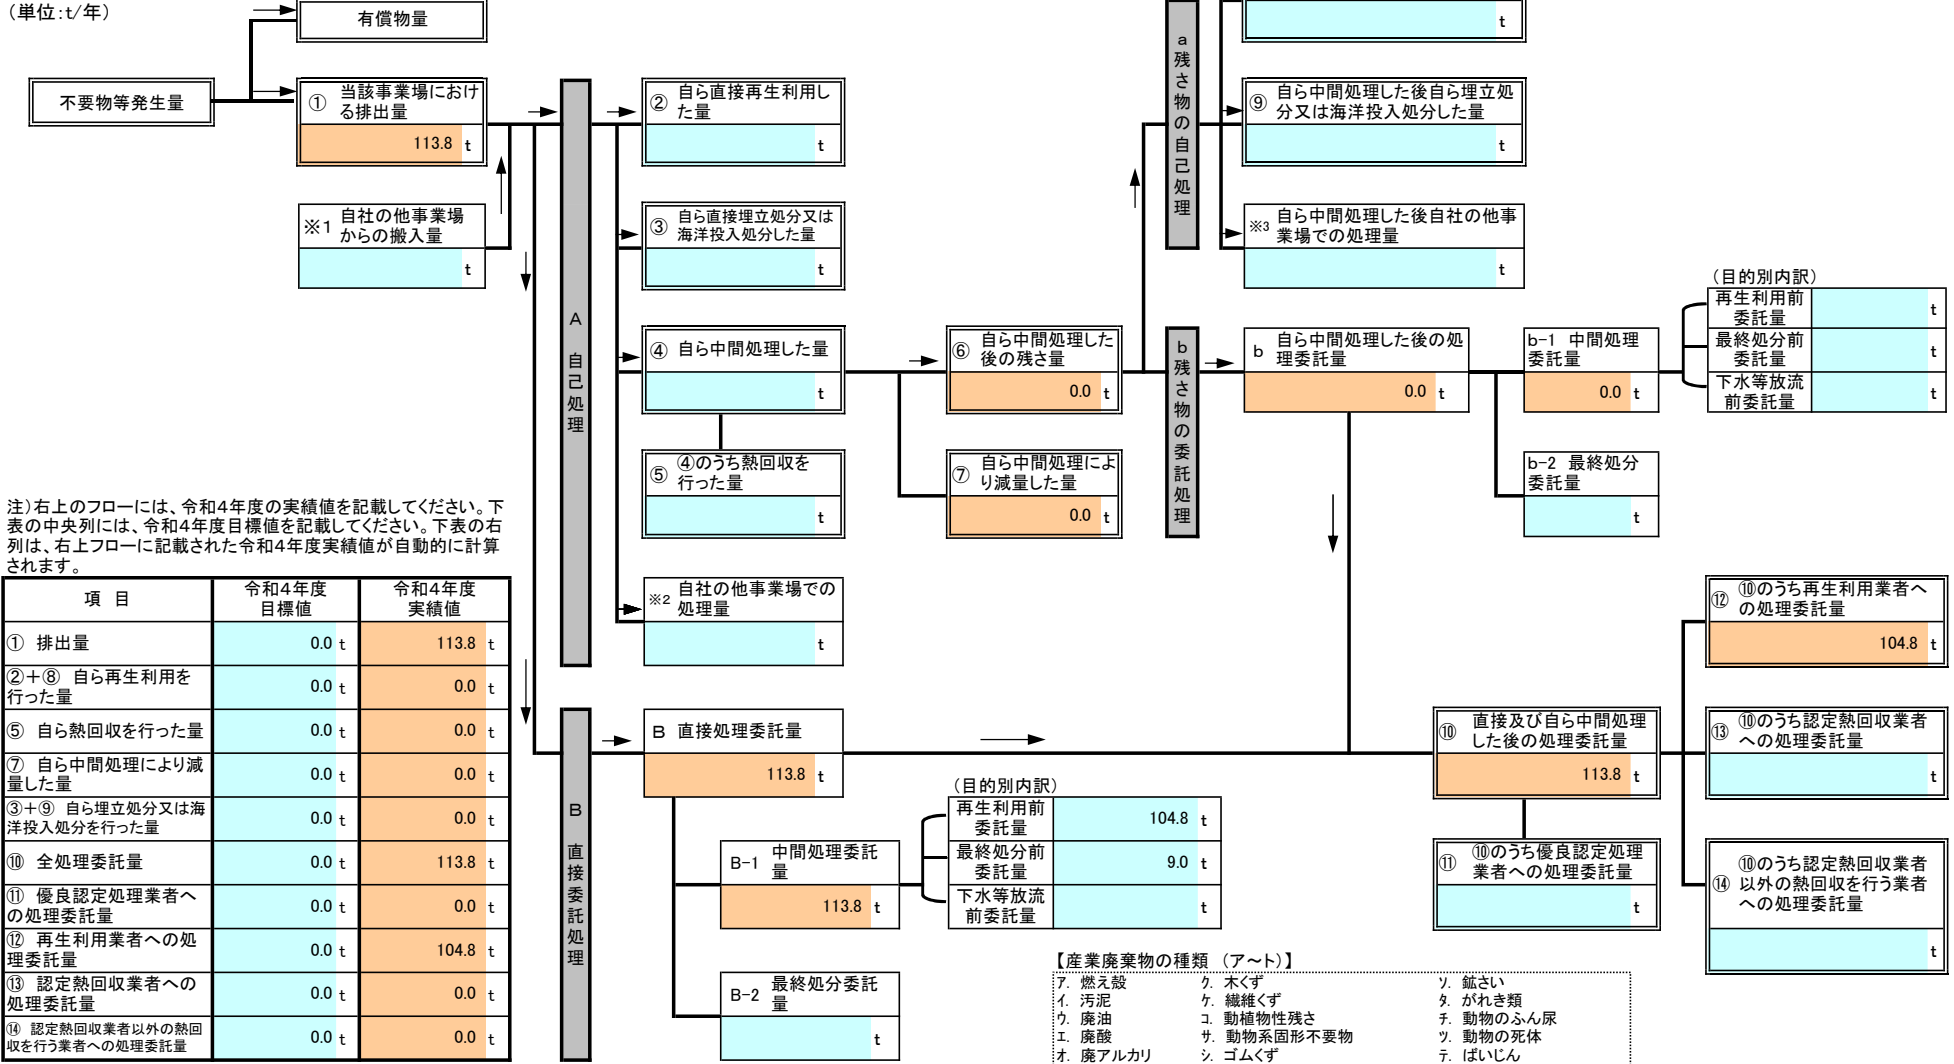 （単位:t/年）
有償物量
不要物等発生量
① 当該事業場におけ
る排出量
113.8 t
※1 自社の他事業場
からの搬入量
t
A 自己処理
② 自ら直接再生利用し
た量
t
③ 自ら直接埋立処分又は
海洋投入処分した量
t
④ 自ら中間処理した量
t
⑤ ④のうち熱回収を
行った量
t
※2 自社の他事業場での
処理量
t
⑥ 自ら中間処理した
後の残さ量
0.0 t
⑦ 自ら中間処理によ
り減量した量
0.0 t
a 残さ物の自己処理
t
⑨ 自ら中間処理した後自ら埋立処
分又は海洋投入処分した量
t
※3 自ら中間処理した後自社の他事
業場での処理量
t
b 残さ物の委託処理
b 自ら中間処理した後の処
理委託量
0.0 t
b-1 中間処理
委託量
0.0 t
b-2 最終処分
委託量
t
（目的別内訳）
再生利用前
委託量
t
最終処分前
委託量
t
下水等放流
前委託量
t
注）右上のフローには、令和4年度の実績値を記載してください。下
表の中央列には、令和4年度目標値を記載してください。下表の右
列は、右上フローに記載された令和4年度実績値が自動的に計算
されます。
項 目 令和4年度
目標値 令和4年度
実績値
① 排出量 0.0 t 113.8 t
②+⑧ 自ら再生利用を
行った量 0.0 t 0.0 t
⑤ 自ら熱回収を行った量 0.0 t 0.0 t
⑦ 自ら中間処理により減
量した量 0.0 t 0.0 t
③+⑨ 自ら埋立処分又は海
洋投入処分を行った量 0.0 t 0.0 t
⑩ 全処理委託量 0.0 t 113.8 t
⑪ 優良認定処理業者へ
の処理委託量 0.0 t 0.0 t
⑫ 再生利用業者への処
理委託量 0.0 t 104.8 t
⑬ 認定熱回収業者への
処理委託量 0.0 t 0.0 t
⑭ 認定熱回収業者以外の熱回
収を行う業者への処理委託量 0.0 t 0.0 t
B 直接委託処理
B 直接処理委託量
113.8 t
B-1 中間処理委託
量
113.8 t
B-2 最終処分委託
量
t
（目的別内訳）
再生利用前
委託量
104.8 t
最終処分前
委託量
9.0 t
下水等放流
前委託量
t
⑩ 直接及び自ら中間処理
した後の処理委託量
113.8 t
⑪ ⑩のうち優良認定処理
業者への処理委託量
t
⑫ ⑩のうち再生利用業者へ
の処理委託量
104.8 t
⑬ ⑩のうち認定熱回収業者
への処理委託量
t
⑭ ⑩のうち認定熱回収業者
以外の熱回収を行う業者
への処理委託量
t
【産業廃棄物の種類 （ア～ト）】
ア. 燃え殻 ク. 木くず ソ. 鉱さい
イ. 汚泥 ケ. 繊維くず タ. がれき類
ウ. 廃油 コ. 動植物性残さ チ. 動物のふん尿
エ. 廃酸 サ. 動物系固形不要物 ツ. 動物の死体
オ. 廃アルカリ シ. ゴムくず テ. ばいじん